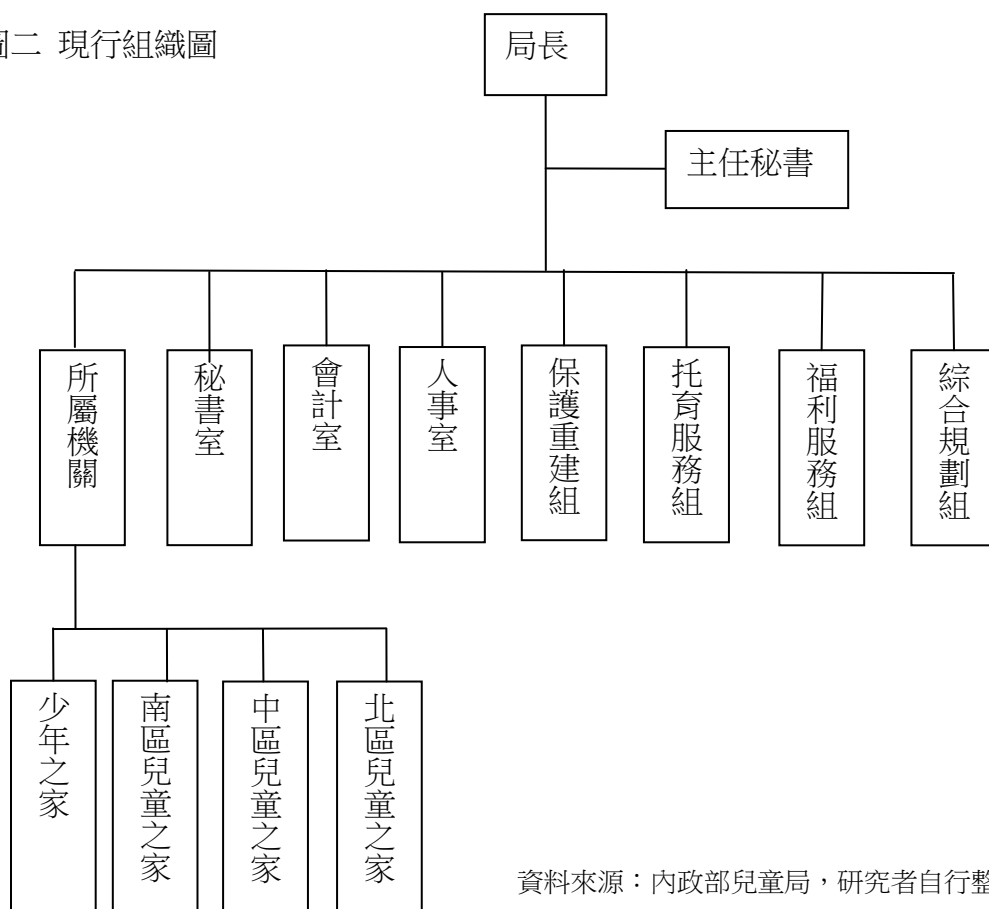 圖二 現行組織圖
局長
主任秘書
所屬機關
秘書室
會計室
人事室
保護重建組
托育服務組
福利服務組
綜合規劃組
少年之家
南區兒童之家
中區兒童之家
北區兒童之家
資料來源：內政部兒童局，研究者自行整